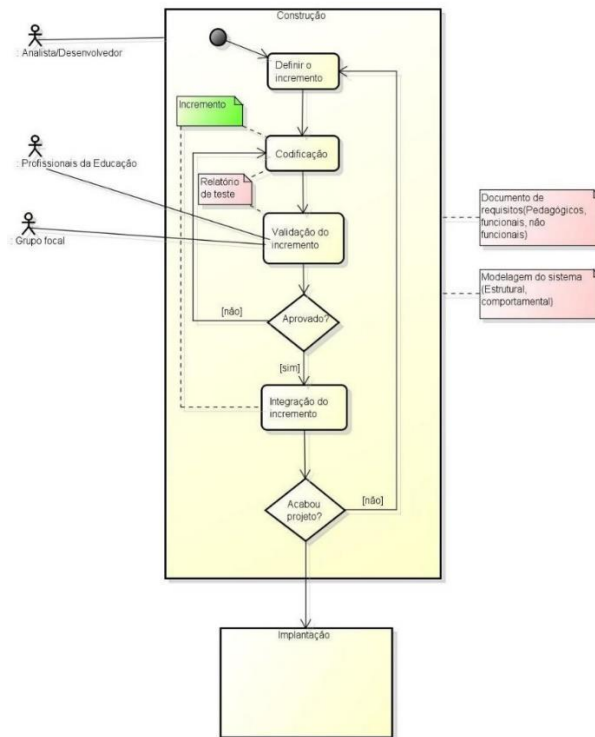 Construção
: Analista/Desenvolvedor
Definir o
incremento
Incremento
Codificação
: Profissionais da Educação
Relatório
de teste
Documento de
requisitos(Pedagógicos,
funcionais, não
funcionais)
Validação do
incremento
: Grupo focal
Modelagem do sistema
(Estrutural,
comportamental)
[não]
Aprovado?
[sim]
Integração do
incremento
Acabou
projeto?
[não]
Implantação